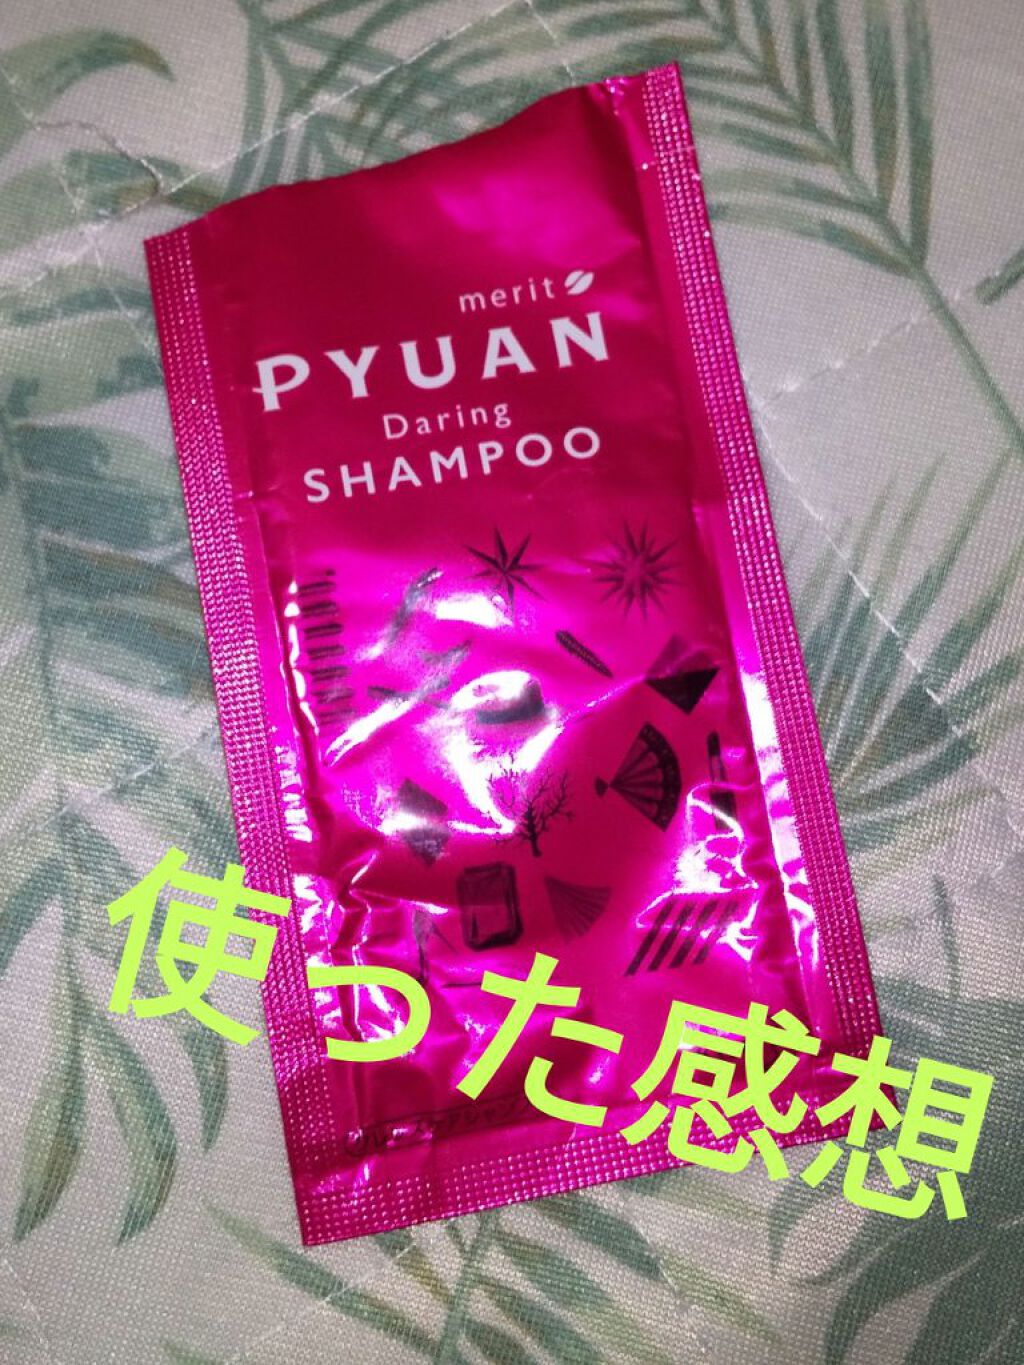 merit
PYUAN
Daring
SHAMPOO
使った感想